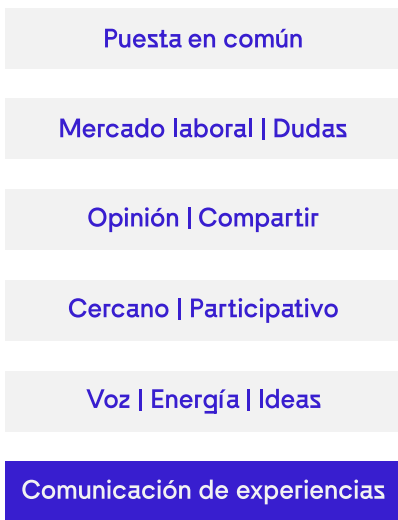 Puesta en común
Mercado laboral | Dudas
Opinión | Compartir
Cercano | Participativo
Voz | Energía | Ideas
Comunicación de experiencias